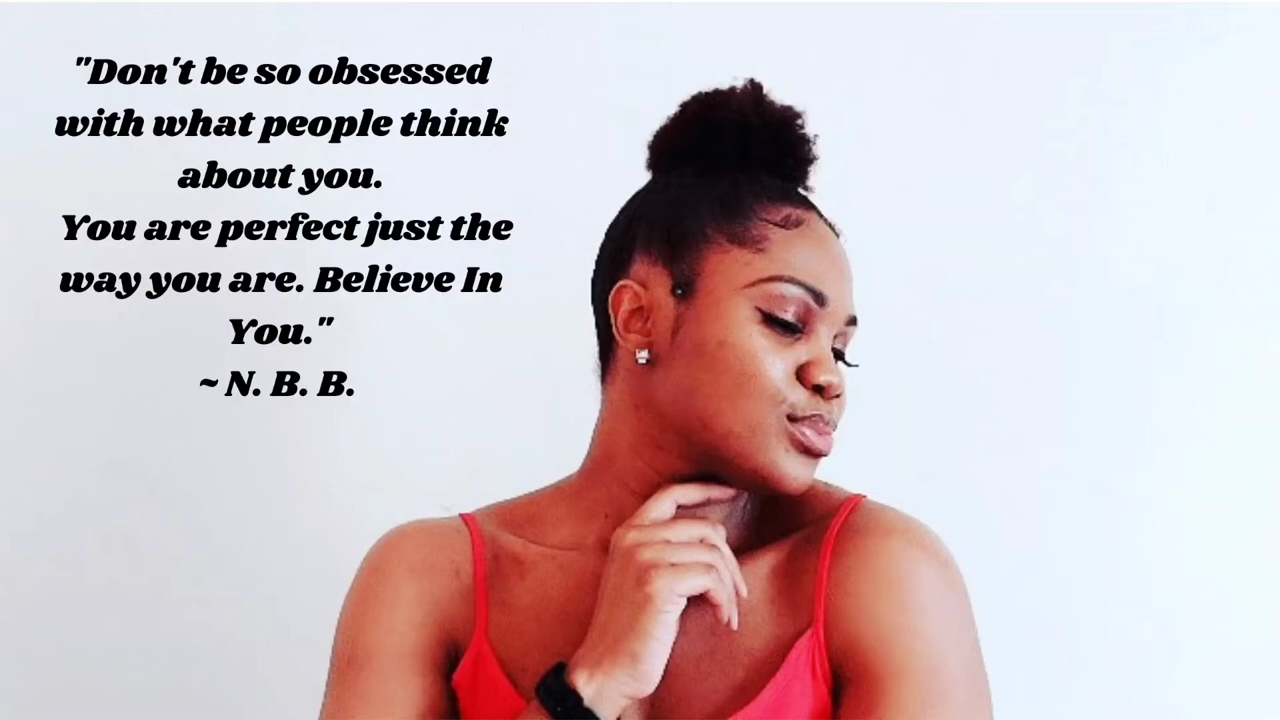 "Don't be so obsessed
with what people think
about you.
You are perfect just the
way you are. Believe In
You."
~ N. B. B.